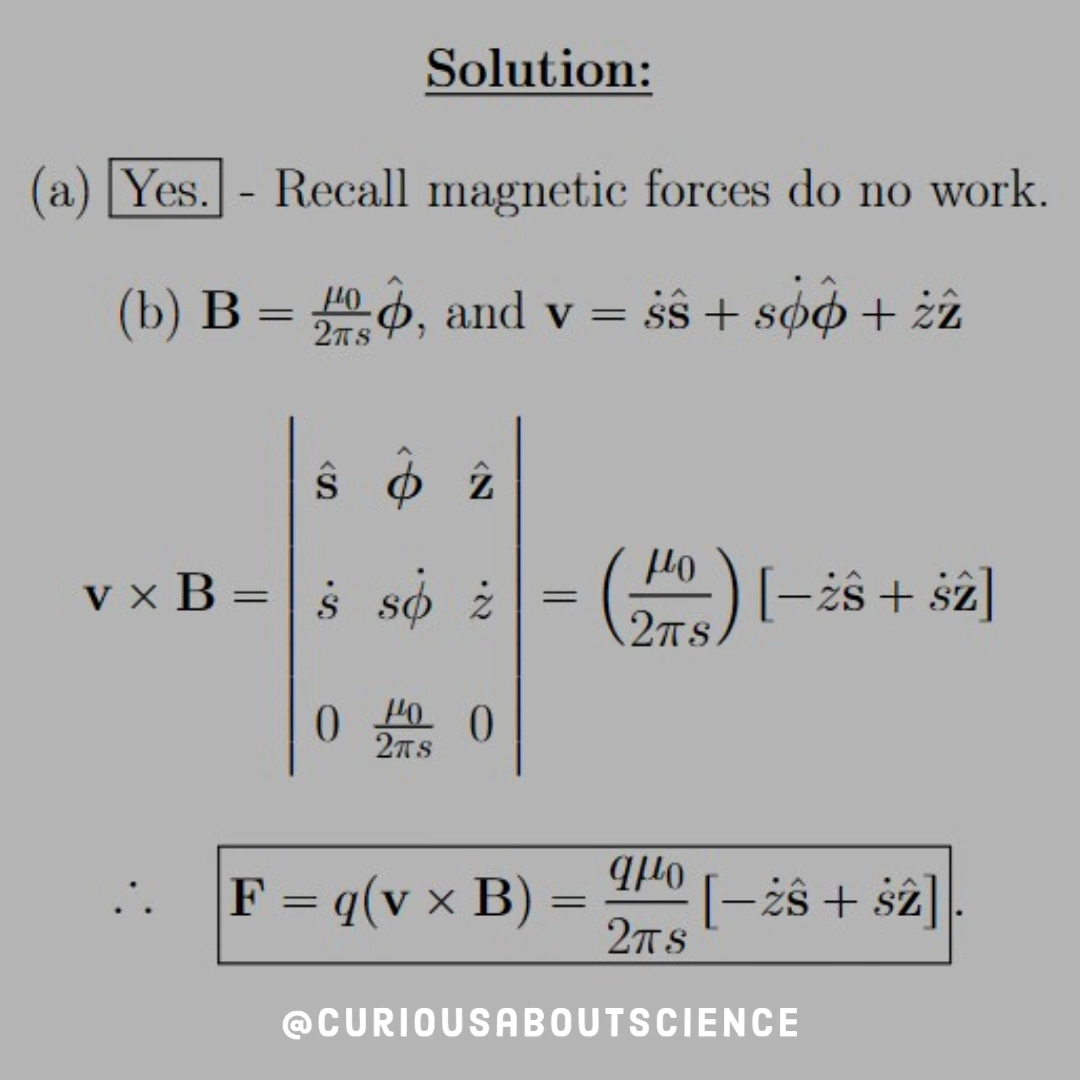 Solution:
(a) Yes. - Recall magnetic forces do no work.
(b) B = μ₀/2πs φ̂, and v = ṡŝ + sφ̇φ̂ + żẑ
ŝ φ̂ ẑ
v × B = | ṡ sφ̇ ż | = (μ₀/2πs) [−żŝ + ṡẑ]
0 μ₀/2πs 0
∴ F = q(v × B) = qμ₀/2πs [−żŝ + ṡẑ].
@CURIOUSABOUTSCIENCE